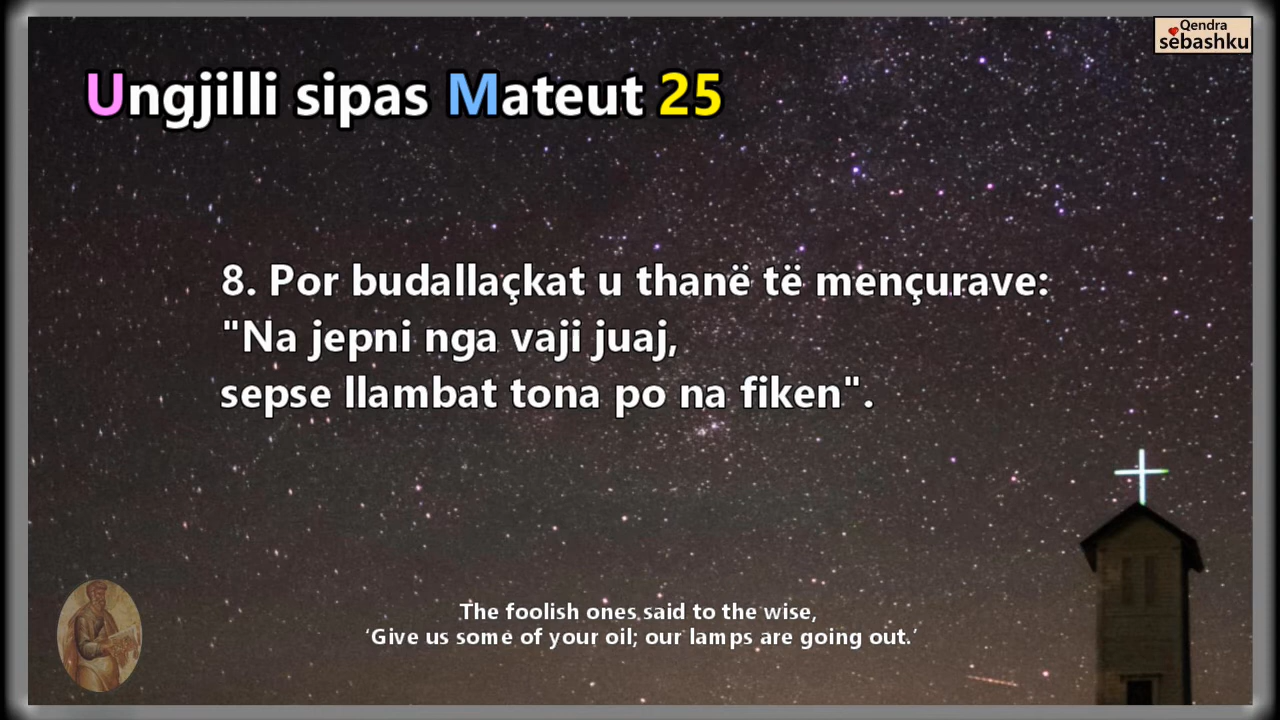 Qendra
sëbashku
Ungjilli sipas Mateut 25
8. Por budallaçkat u thanë të mençurave:
"Na jepni nga vaji juaj,
sepse llambat tona po na fiken".
The foolish ones said to the wise,
‘Give us some of your oil; our lamps are going out.’